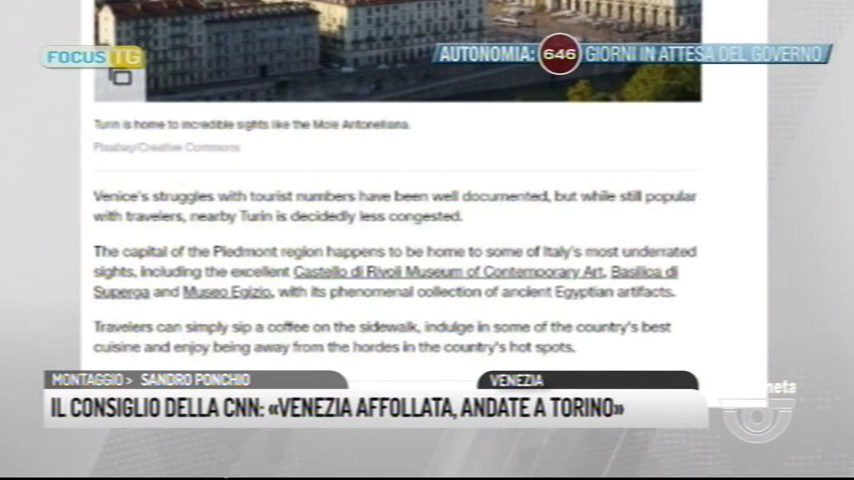 FOCUS TG
AUTONOMIA: 646 GIORNI IN ATTESA DEL GOVERNO
Turin is home to incredible sights like the Mole Antonelliana.
Pixabay/Creative Commons
Venice's struggles with tourist numbers have been well documented, but while still popular
with travelers, nearby Turin is decidedly less congested.
The capital of the Piedmont region happens to be home to some of Italy's most underrated
sights, including the excellent Castello di Rivoli Museum of Contemporary Art, Basilica di
Superga and Museo Egizio, with its phenomenal collection of ancient Egyptian artifacts.
Travelers can simply sip a coffee on the sidewalk, indulge in some of the country's best
cuisine and enjoy being away from the hordes in the country's hot spots.
MONTAGGIO > SANDRO PONCHIO
VENEZIA
IL CONSIGLIO DELLA CNN: «VENEZIA AFFOLLATA, ANDATE A TORINO»